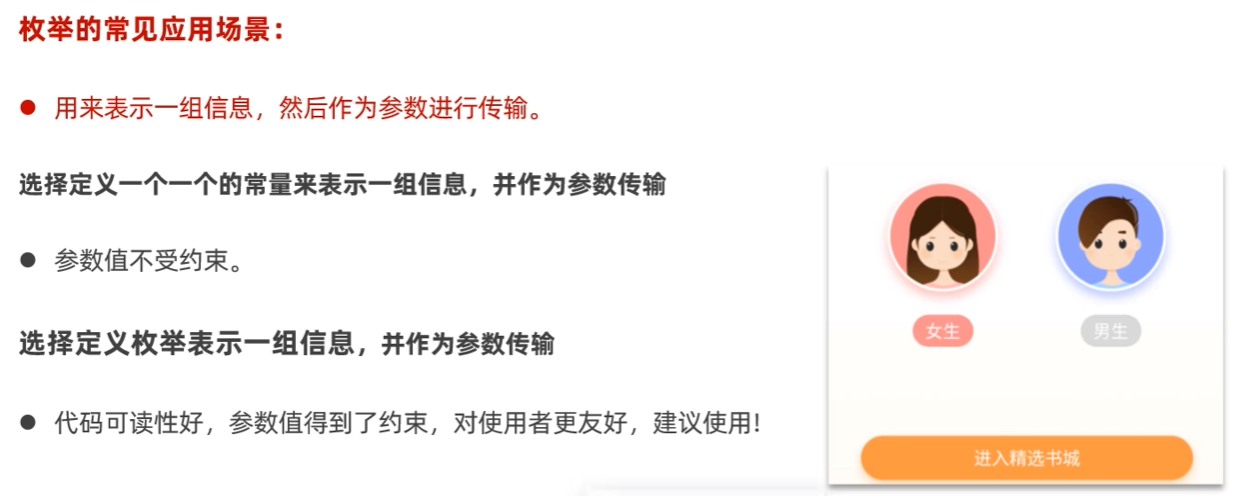 枚举的常见应用场景：
● 用来表示一组信息，然后作为参数进行传输。
选择定义一个一个的常量来表示一组信息，并作为参数传输
● 参数值不受约束。
选择定义枚举表示一组信息，并作为参数传输
● 代码可读性好，参数值得到了约束，对使用者更友好，建议使用!
女生
男生
进入精选书城